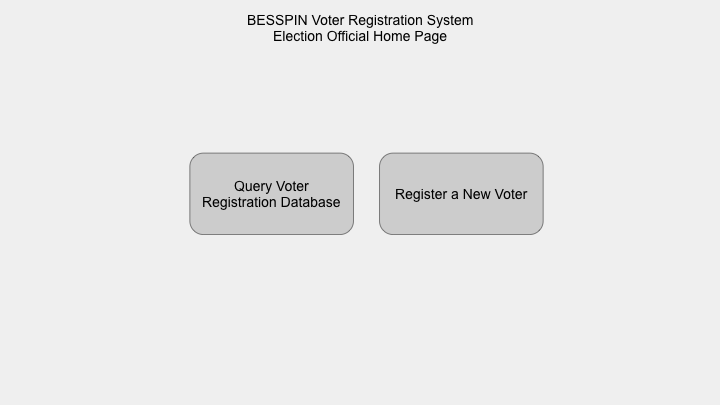 BESSPIN Voter Registration System
Election Official Home Page
Query Voter
Registration Database
Register a New Voter